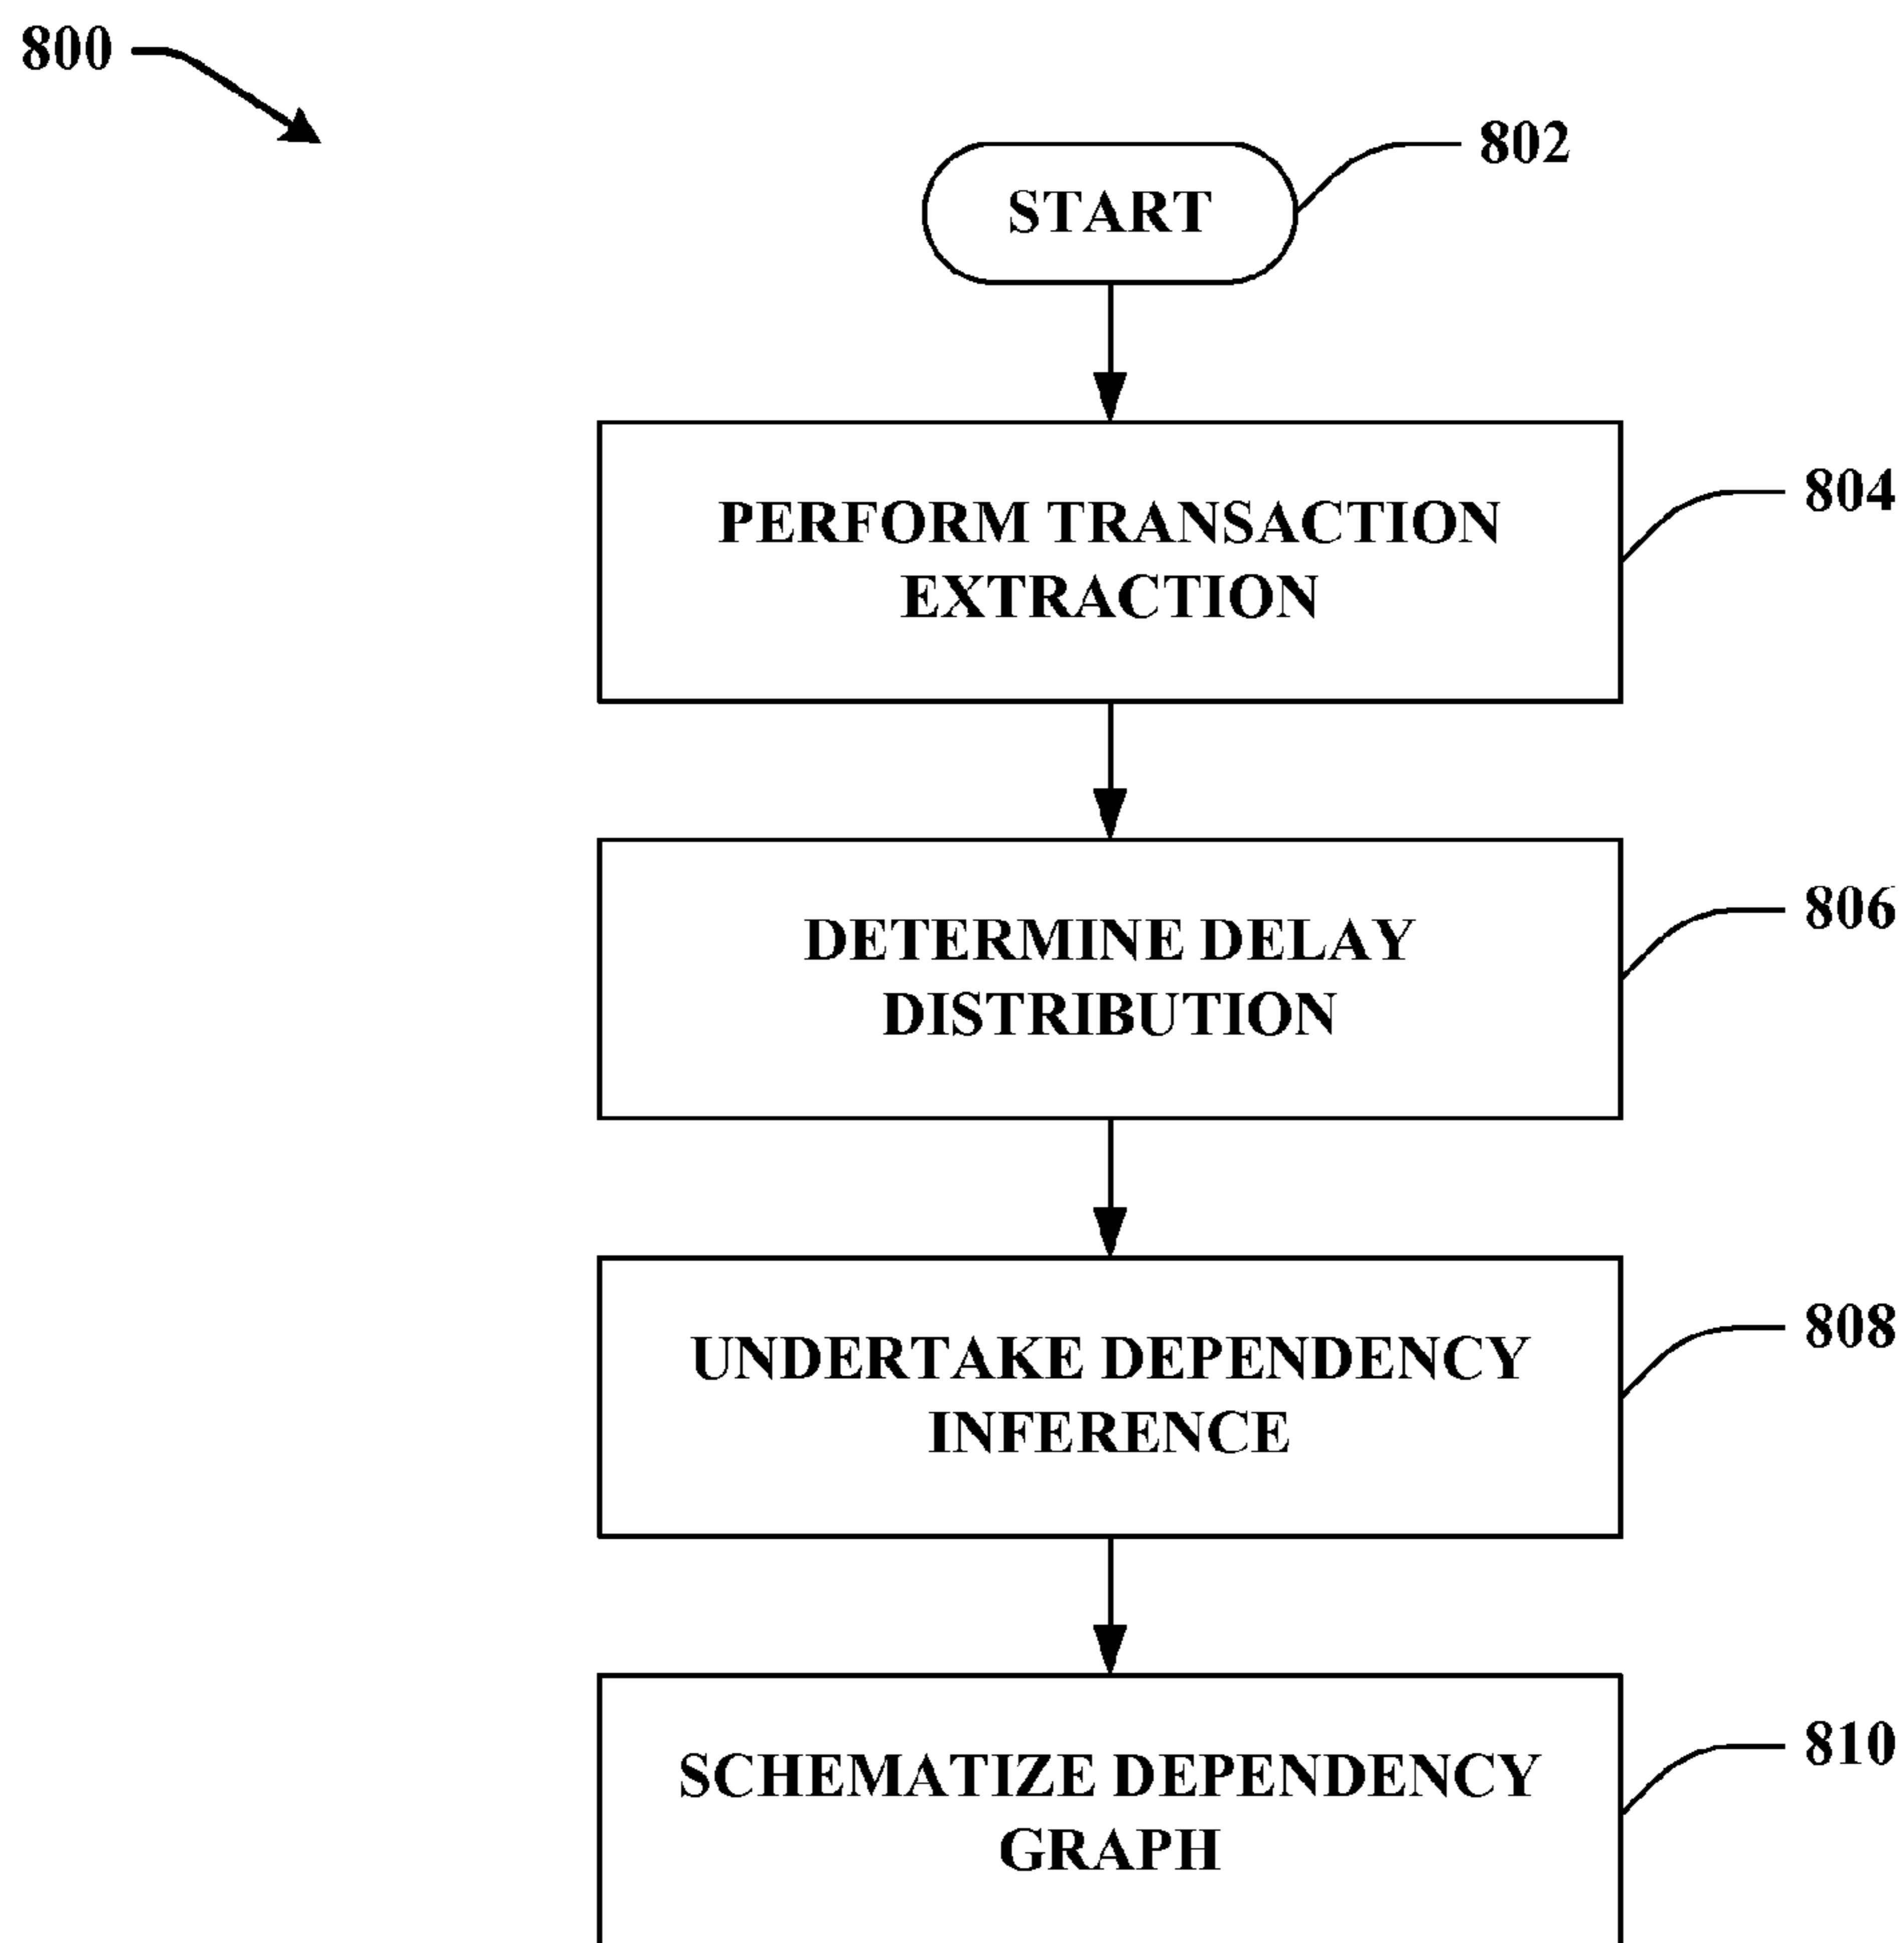 800
802
START
804
PERFORM TRANSACTION
EXTRACTION
806
DETERMINE DELAY
DISTRIBUTION
808
UNDERTAKE DEPENDENCY
INFERENCE
810
SCHEMATIZE DEPENDENCY
GRAPH